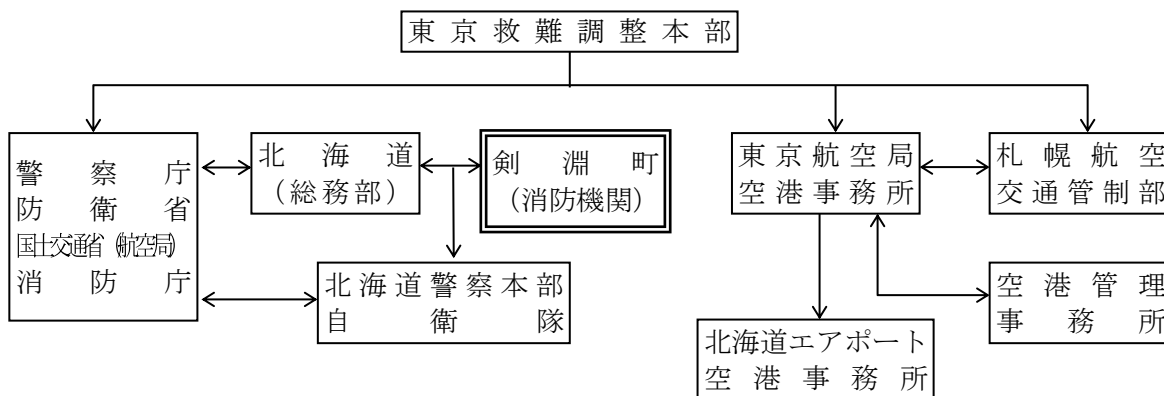 東京救難調整本部
警察庁
防衛省
国土交通省（航空局）
消防庁
北海道
（総務部）
剣淵町
（消防機関）
北海道警察本部
自衛隊
東京航空局
空港事務所
札幌航空
交通管制部
空港管理
事務所
北海道エアポート
空港事務所